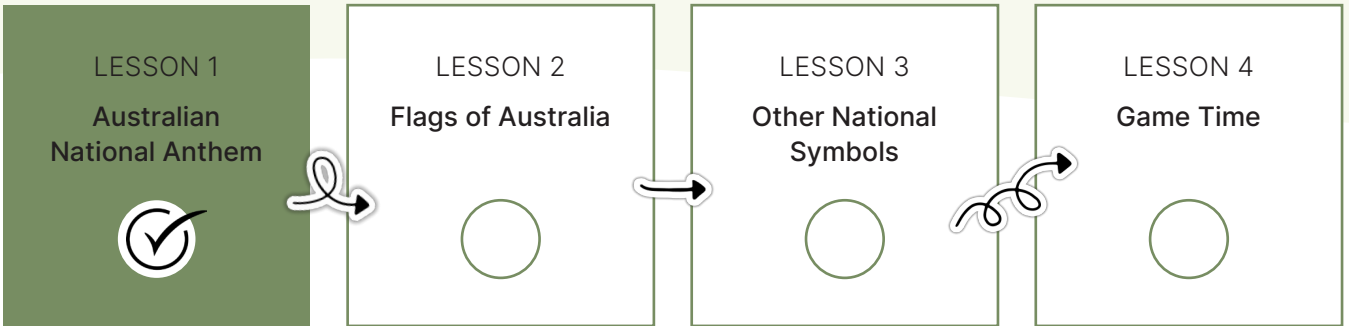 LESSON 1
Australian
National Anthem
LESSON 2
Flags of Australia
LESSON 3
Other National
Symbols
LESSON 4
Game Time